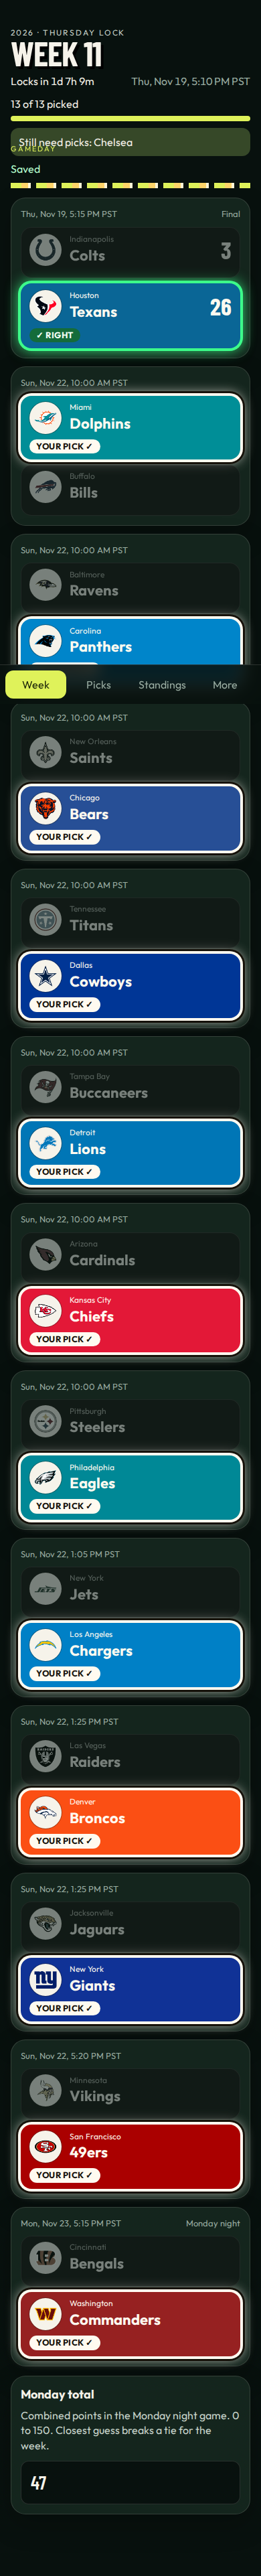 2026 · THURSDAY LOCK
WEEK 11
Locks in 1d 7h 9m
Thu, Nov 19, 5:10 PM PST
13 of 13 picked
Still need picks: Chelsea
GAMEDAY
Saved
Thu, Nov 19, 5:15 PM PST
Final
Indianapolis
Colts
3
Houston
Texans
26
✓ RIGHT
Sun, Nov 22, 10:00 AM PST
Miami
Dolphins
YOUR PICK ✓
Buffalo
Bills
Sun, Nov 22, 10:00 AM PST
Baltimore
Ravens
Carolina
Panthers
Week
Picks
Standings
More
Sun, Nov 22, 10:00 AM PST
New Orleans
Saints
Chicago
Bears
YOUR PICK ✓
Sun, Nov 22, 10:00 AM PST
Tennessee
Titans
Dallas
Cowboys
YOUR PICK ✓
Sun, Nov 22, 10:00 AM PST
Tampa Bay
Buccaneers
Detroit
Lions
YOUR PICK ✓
Sun, Nov 22, 10:00 AM PST
Arizona
Cardinals
Kansas City
Chiefs
YOUR PICK ✓
Sun, Nov 22, 10:00 AM PST
Pittsburgh
Steelers
Philadelphia
Eagles
YOUR PICK ✓
Sun, Nov 22, 1:05 PM PST
New York
Jets
Los Angeles
Chargers
YOUR PICK ✓
Sun, Nov 22, 1:25 PM PST
Las Vegas
Raiders
Denver
Broncos
YOUR PICK ✓
Sun, Nov 22, 1:25 PM PST
Jacksonville
Jaguars
New York
Giants
YOUR PICK ✓
Sun, Nov 22, 5:20 PM PST
Minnesota
Vikings
San Francisco
49ers
YOUR PICK ✓
Mon, Nov 23, 5:15 PM PST
Monday night
Cincinnati
Bengals
Washington
Commanders
YOUR PICK ✓
Monday total
Combined points in the Monday night game. 0
to 150. Closest guess breaks a tie for the
week.
47